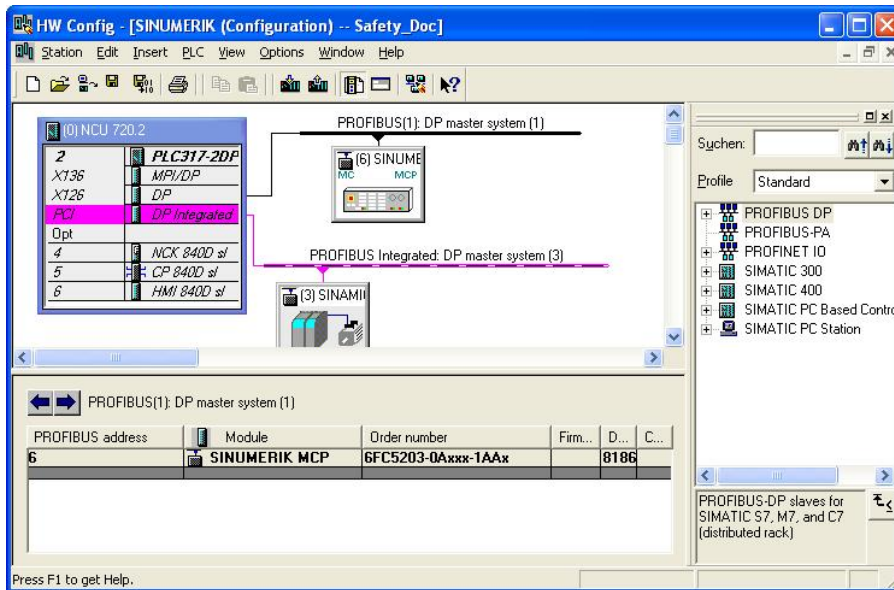 HW Config - [SINUMERIK (Configuration) -- Safety_Doc]
Station Edit Insert PLC View Options Window Help
(0) NCU 720.2
2 PLC317-2DP
X136 MPI/DP
X126 DP
PCI DP Integrated
Opt
4 NCK 840D sl
5 CP 840D sl
6 HMI 840D sl
PROFIBUS(1): DP master system (1)
(6) SINUME
MC MCP
PROFIBUS Integrated: DP master system (3)
(3) SINAMI
Suchen:
Profile Standard
PROFIBUS DP
PROFIBUS-PA
PROFINET IO
SIMATIC 300
SIMATIC 400
SIMATIC PC Based Contro
SIMATIC PC Station
PROFIBUS-DP slaves for
SIMATIC S7, M7, and C7
(distributed rack)
PROFIBUS(1): DP master system (1)
PROFIBUS address Module Order number Firm... D... C...
6 SINUMERIK MCP 6FC5203-0Axxx-1AAx 8186
Press F1 to get Help.